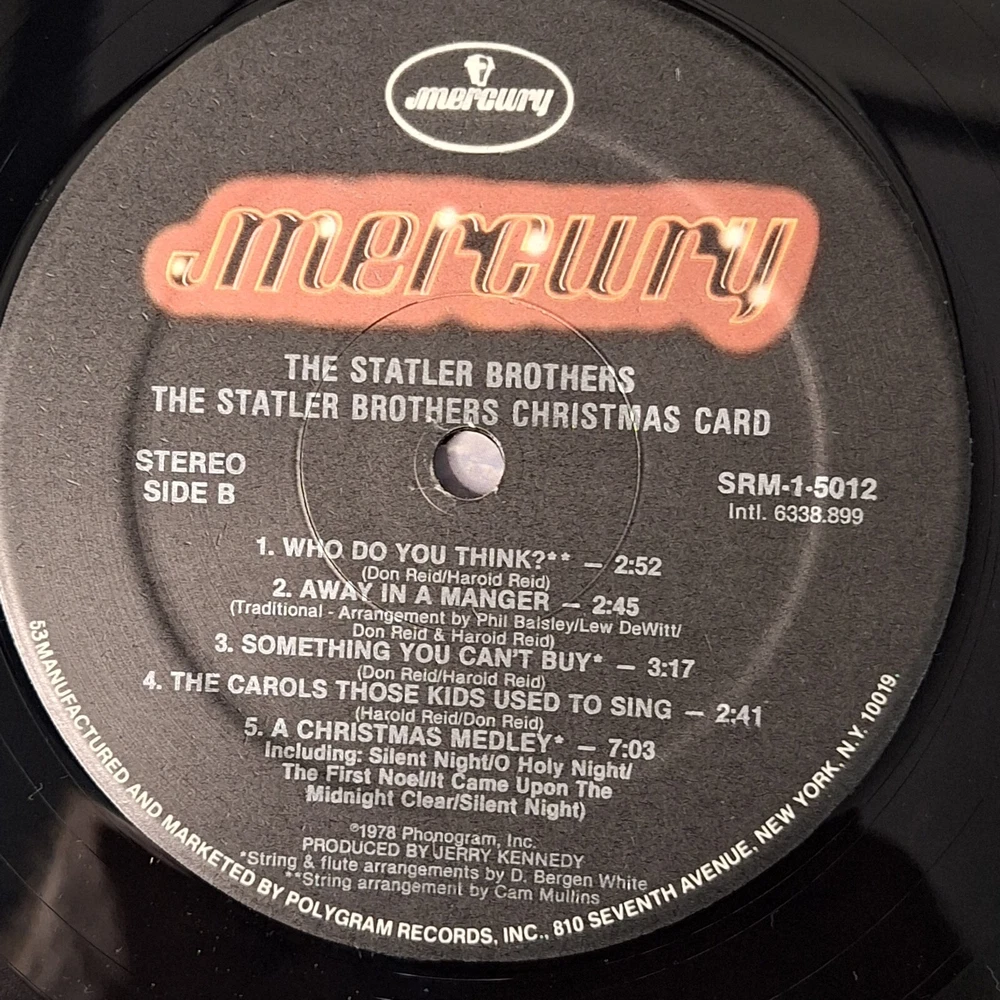 mercury
mercury
THE STATLER BROTHERS
THE STATLER BROTHERS CHRISTMAS CARD
STEREO
SIDE B
SRM-1-5012
Intl. 6338.899
1. WHO DO YOU THINK?** — 2:52
(Don Reid/Harold Reid)
2. AWAY IN A MANGER — 2:45
(Traditional - Arrangement by Phil Balsley/Lew DeWitt/
Don Reid & Harold Reid)
3. SOMETHING YOU CAN'T BUY* — 3:17
(Don Reid/Harold Reid)
4. THE CAROLS THOSE KIDS USED TO SING — 2:41
(Harold Reid/Don Reid)
5. A CHRISTMAS MEDLEY* — 7:03
Including: Silent Night/O Holy Night/
The First Noel/It Came Upon The
Midnight Clear/Silent Night)
℗1978 Phonogram, Inc.
PRODUCED BY JERRY KENNEDY
*String & flute arrangements by D. Bergen White
**String arrangement by Cam Mullins
53 MANUFACTURED AND MARKETED BY POLYGRAM RECORDS, INC., 810 SEVENTH AVENUE, NEW YORK, N.Y. 10019.